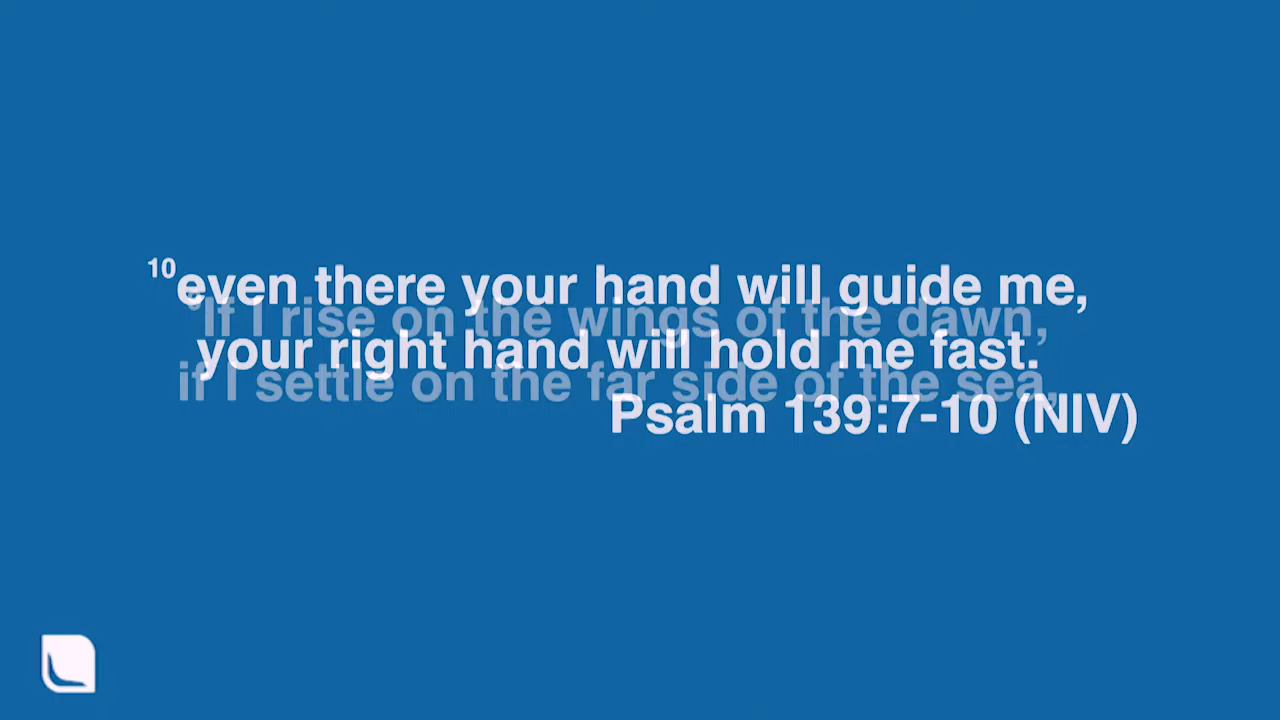 10even there your hand will guide me,
If I rise on the wings of the dawn,
your right hand will hold me fast.
if I settle on the far side of the sea,
Psalm 139:7-10 (NIV)